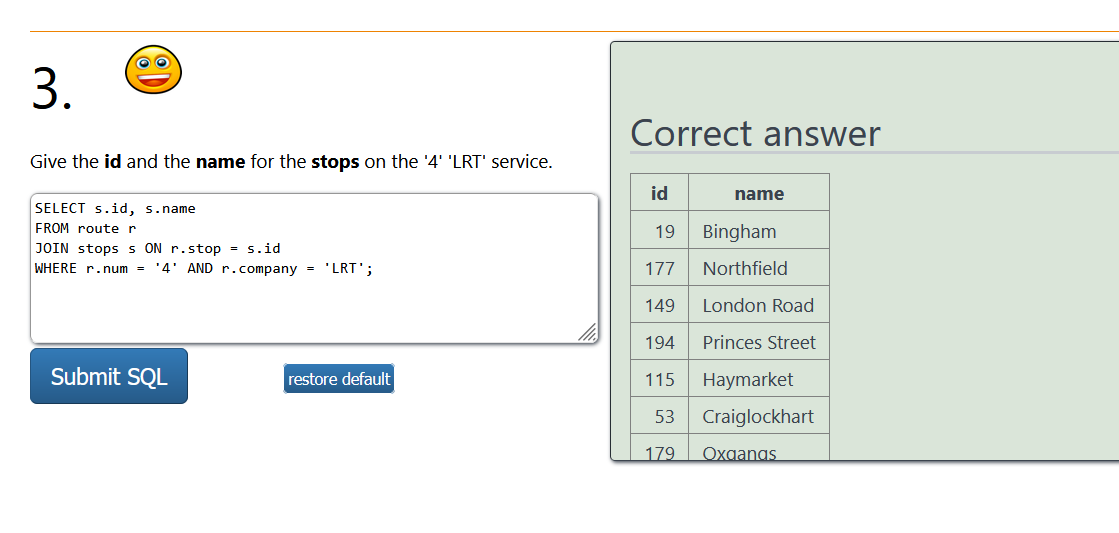 3.
Give the id and the name for the stops on the '4' 'LRT' service.
SELECT s.id, s.name
FROM route r
JOIN stops s ON r.stop = s.id
WHERE r.num = '4' AND r.company = 'LRT';
Submit SQL
restore default
Correct answer
id name
19 Bingham
177 Northfield
149 London Road
194 Princes Street
115 Haymarket
53 Craiglockhart
179 Oxgangs